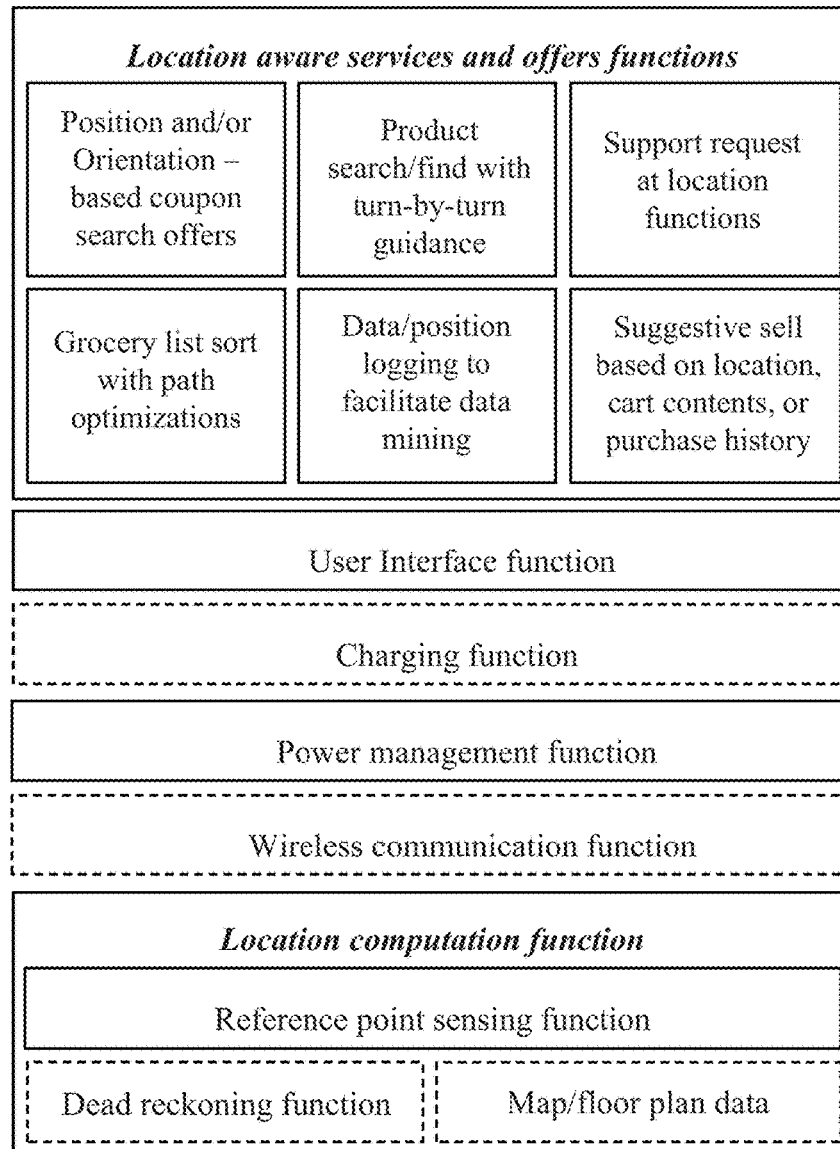 Location aware services and offers functions
Position and/or
Orientation –
based coupon
search offers
Product
search/find with
turn-by-turn
guidance
Support request
at location
functions
Grocery list sort
with path
optimizations
Data/position
logging to
facilitate data
mining
Suggestive sell
based on location,
cart contents, or
purchase history
User Interface function
Charging function
Power management function
Wireless communication function
Location computation function
Reference point sensing function
Dead reckoning function
Map/floor plan data